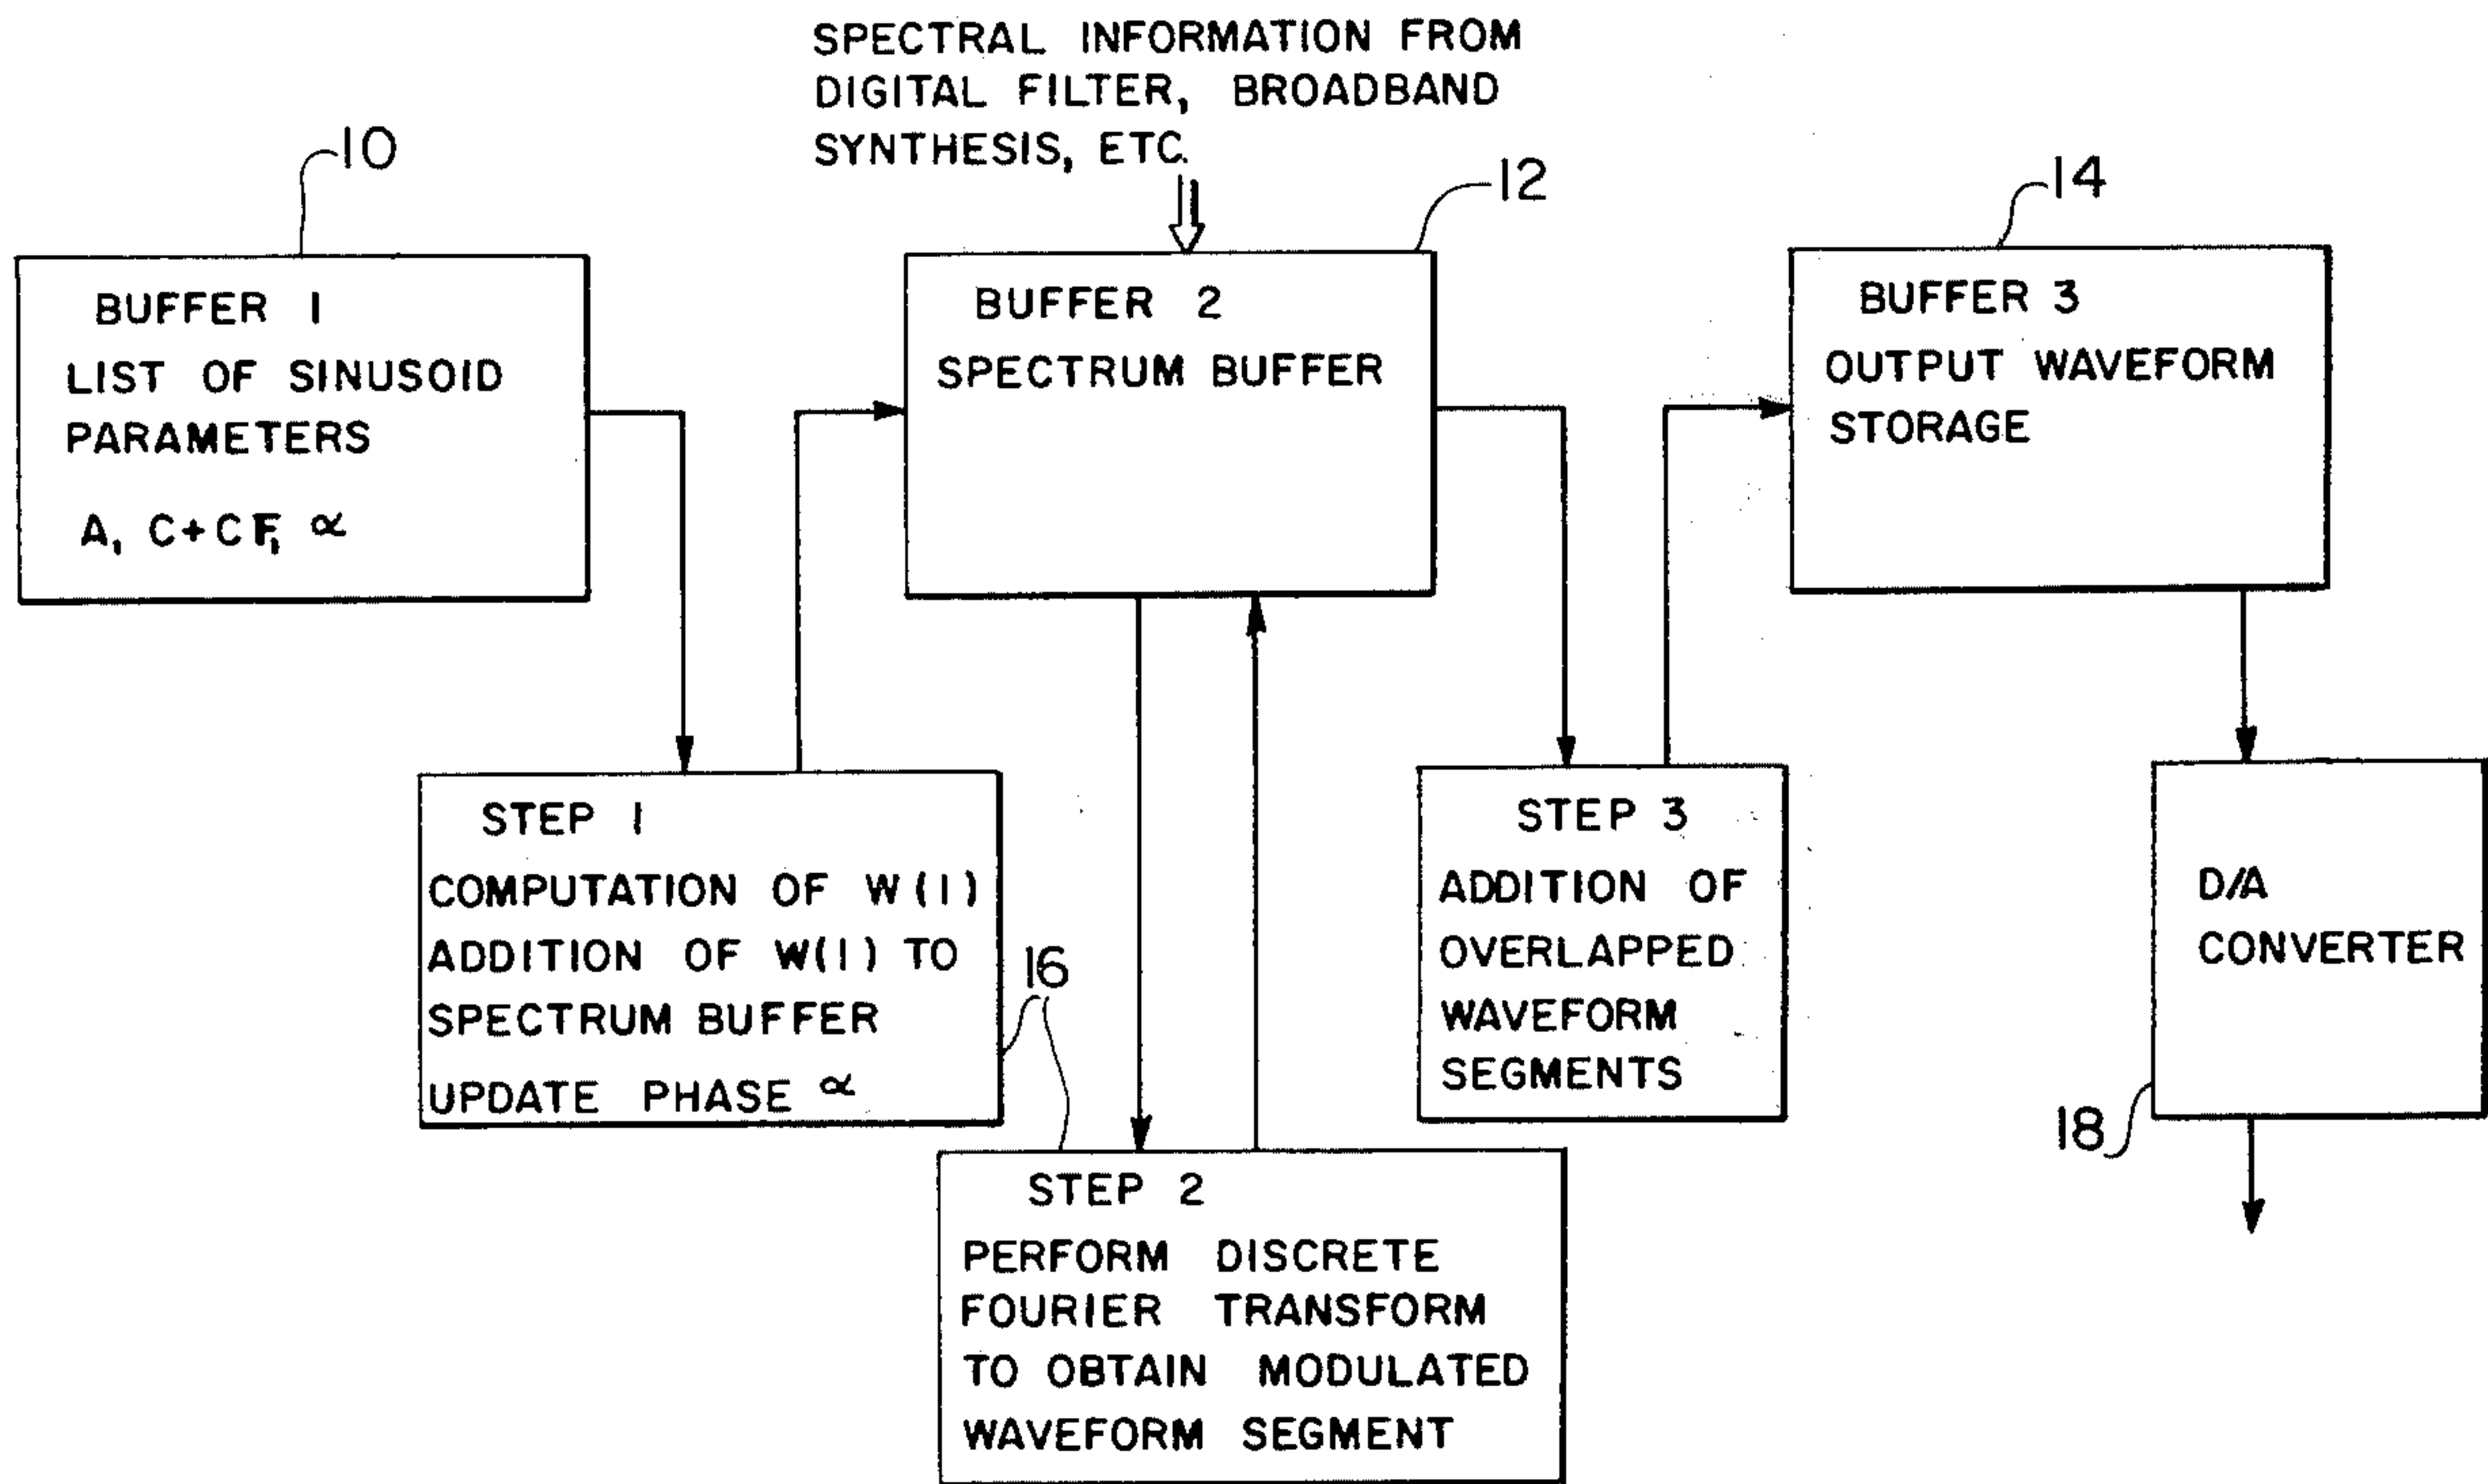 SPECTRAL INFORMATION FROM
DIGITAL FILTER, BROADBAND
SYNTHESIS, ETC.
10
12
14
BUFFER 1
LIST OF SINUSOID
PARAMETERS
A, C+CF, ∝
BUFFER 2
SPECTRUM BUFFER
BUFFER 3
OUTPUT WAVEFORM
STORAGE
STEP 1
COMPUTATION OF W(I)
ADDITION OF W(I) TO
SPECTRUM BUFFER
UPDATE PHASE ∝
16
STEP 2
PERFORM DISCRETE
FOURIER TRANSFORM
TO OBTAIN MODULATED
WAVEFORM SEGMENT
STEP 3
ADDITION OF
OVERLAPPED
WAVEFORM
SEGMENTS
D/A
CONVERTER
18